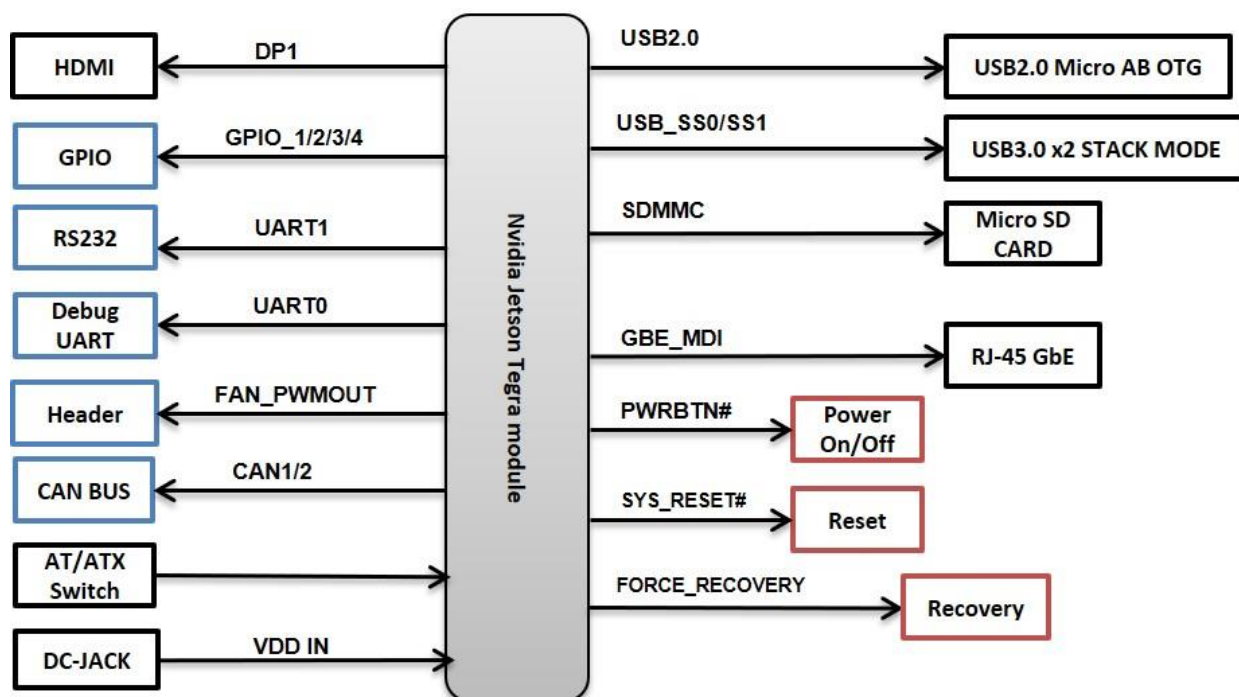 HDMI
DP1
GPIO
GPIO_1/2/3/4
RS232
UART1
Debug
UART
UART0
Header
FAN_PWMOUT
CAN BUS
CAN1/2
AT/ATX
Switch
DC-JACK
VDD IN
Nvidia Jetson Tegra module
USB2.0
USB2.0 Micro AB OTG
USB_SS0/SS1
USB3.0 x2 STACK MODE
SDMMC
Micro SD
CARD
GBE_MDI
RJ-45 GbE
PWRBTN#
Power
On/Off
SYS_RESET#
Reset
FORCE_RECOVERY
Recovery